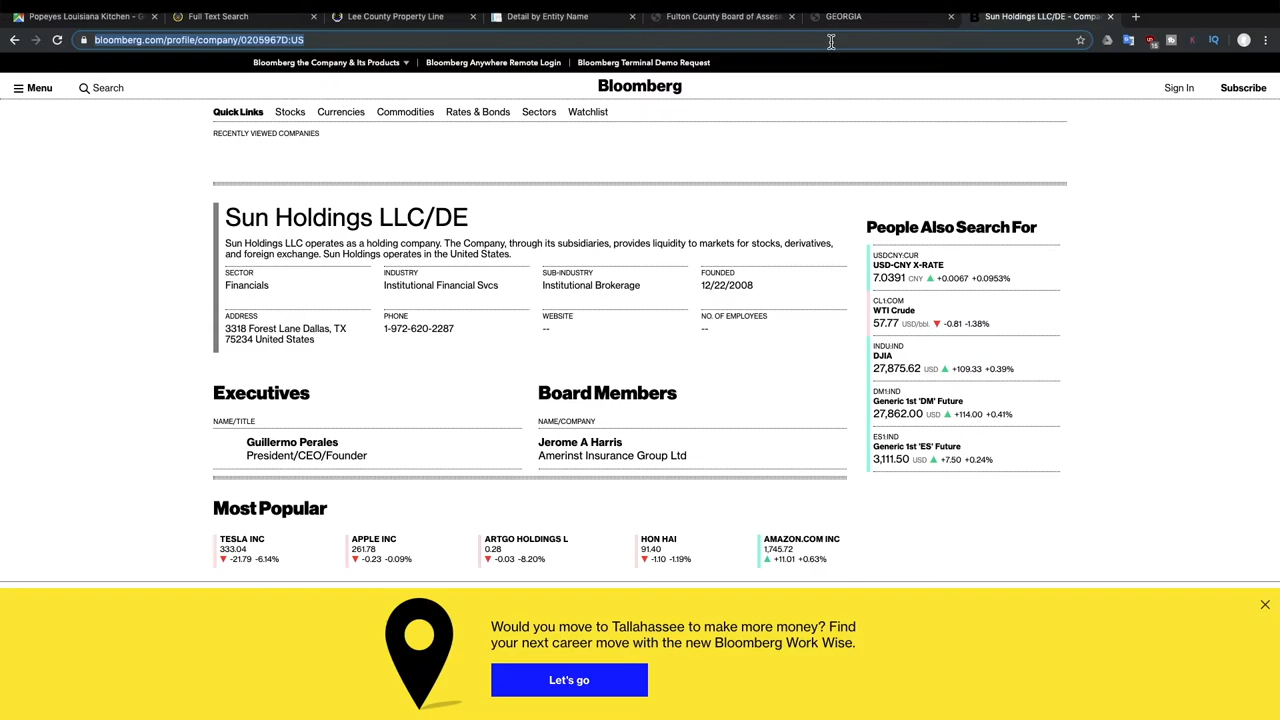 Popeyes Louisiana Kitchen - G
Full Text Search
Lee County Property Line
Detail by Entity Name
Fulton County Board of Assess
GEORGIA
Sun Holdings LLC/DE - Compa
bloomberg.com/profile/company/0205967D:US
Bloomberg the Company & Its Products
Bloomberg Anywhere Remote Login
Bloomberg Terminal Demo Request
Menu
Search
Bloomberg
Sign In
Subscribe
Quick Links
Stocks
Currencies
Commodities
Rates & Bonds
Sectors
Watchlist
RECENTLY VIEWED COMPANIES
Sun Holdings LLC/DE
Sun Holdings LLC operates as a holding company. The Company, through its subsidiaries, provides liquidity to markets for stocks, derivatives,
and foreign exchange. Sun Holdings operates in the United States.
SECTOR
Financials
INDUSTRY
Institutional Financial Svcs
SUB-INDUSTRY
Institutional Brokerage
FOUNDED
12/22/2008
ADDRESS
3318 Forest Lane Dallas, TX
75234 United States
PHONE
1-972-620-2287
WEBSITE
--
NO. OF EMPLOYEES
--
Executives
NAME/TITLE
Guillermo Perales
President/CEO/Founder
Board Members
NAME/COMPANY
Jerome A Harris
Amerinst Insurance Group Ltd
People Also Search For
USDCNY:CUR
USD-CNY X-RATE
7.0391 CNY +0.0067 +0.0953%
CL1:COM
WTI Crude
57.77 USD/bbl. -0.81 -1.38%
INDU:IND
DJIA
27,875.62 USD +109.33 +0.39%
DM1:IND
Generic 1st 'DM' Future
27,862.00 USD +114.00 +0.41%
ES1:IND
Generic 1st 'ES' Future
3,111.50 USD +7.50 +0.24%
Most Popular
TESLA INC
333.04
-21.79 -6.14%
APPLE INC
261.78
-0.23 -0.09%
ARTGO HOLDINGS L
0.28
-0.03 -8.20%
HON HAI
91.40
-1.10 -1.19%
AMAZON.COM INC
1,745.72
+11.01 +0.63%
Would you move to Tallahassee to make more money? Find
your next career move with the new Bloomberg Work Wise.
Let's go